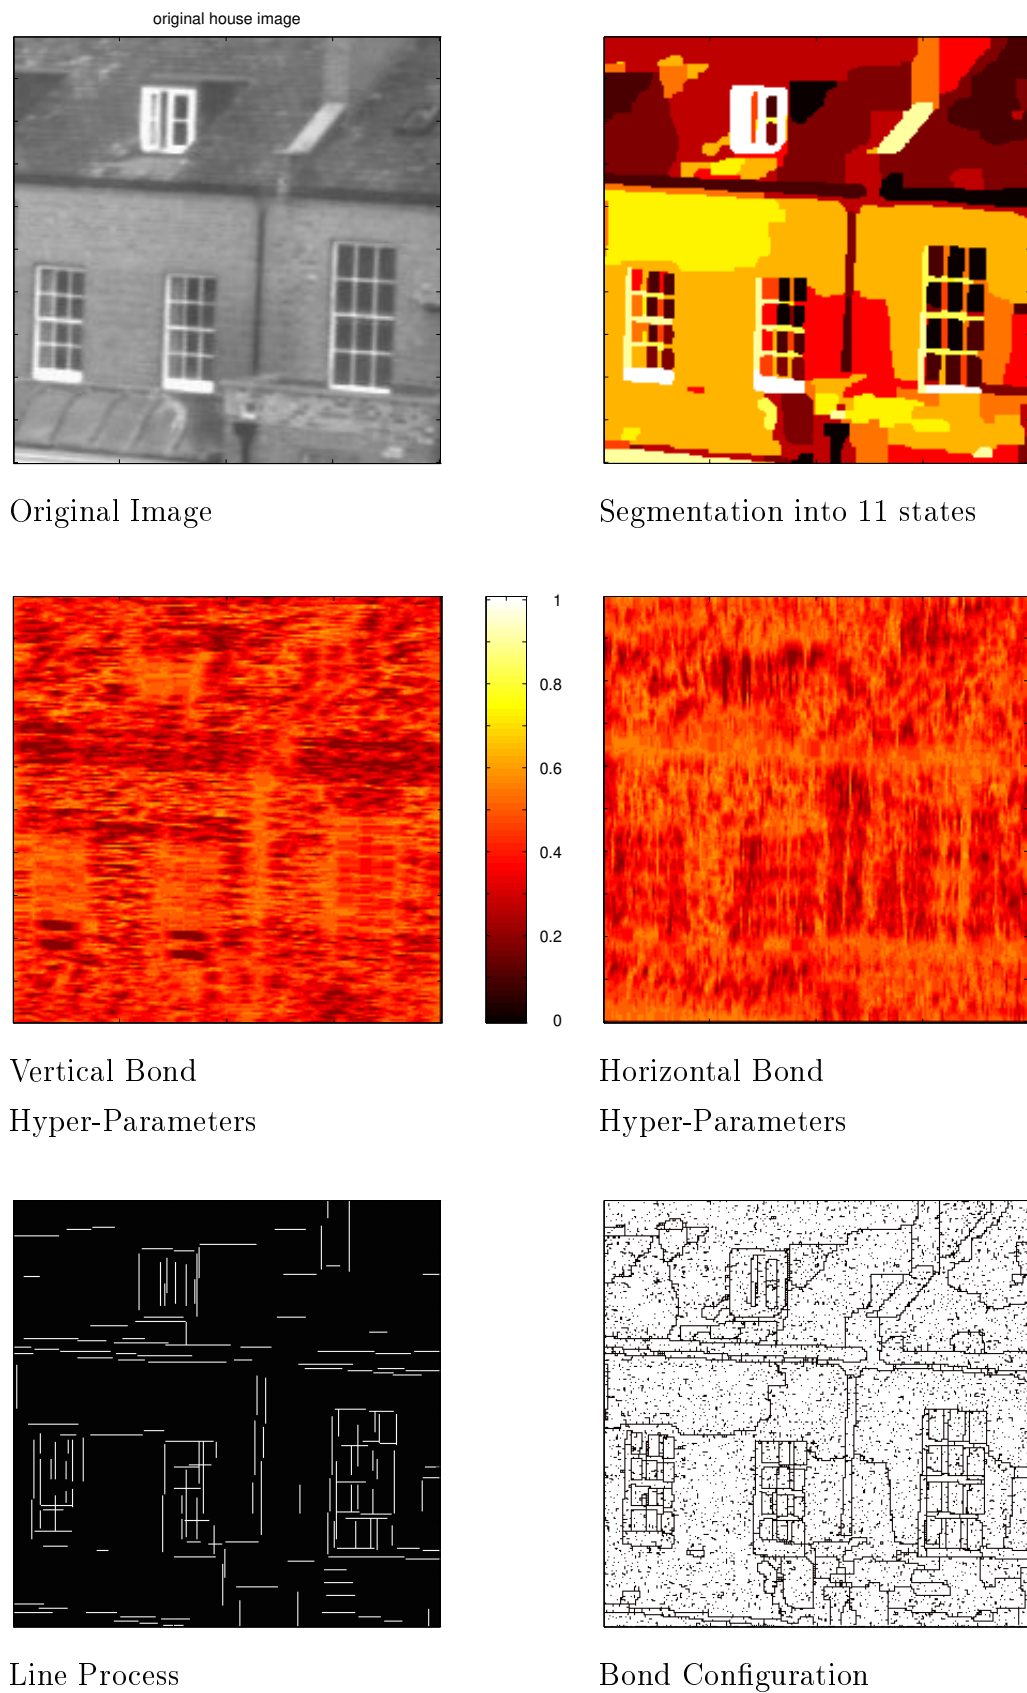 original house image
Original Image
Segmentation into 11 states
1
0.8
0.6
0.4
0.2
0
Vertical Bond
Hyper-Parameters
Horizontal Bond
Hyper-Parameters
Line Process
Bond Configuration